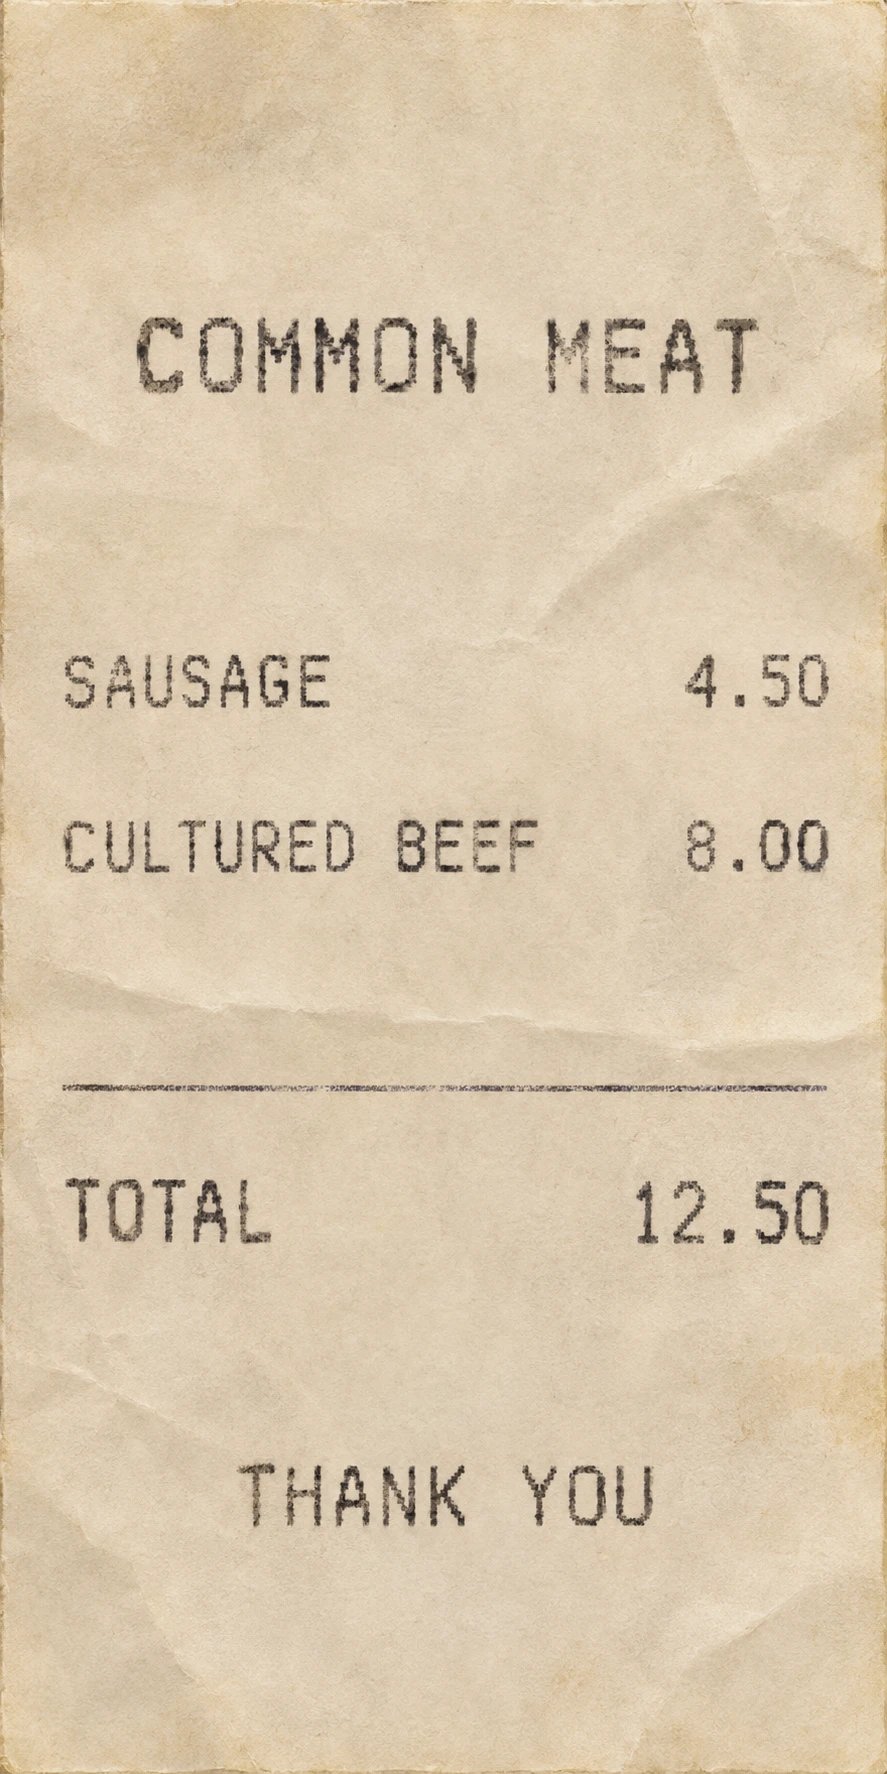 COMMON MEAT
SAUSAGE 4.50
CULTURED BEEF 8.00
TOTAL 12.50
THANK YOU